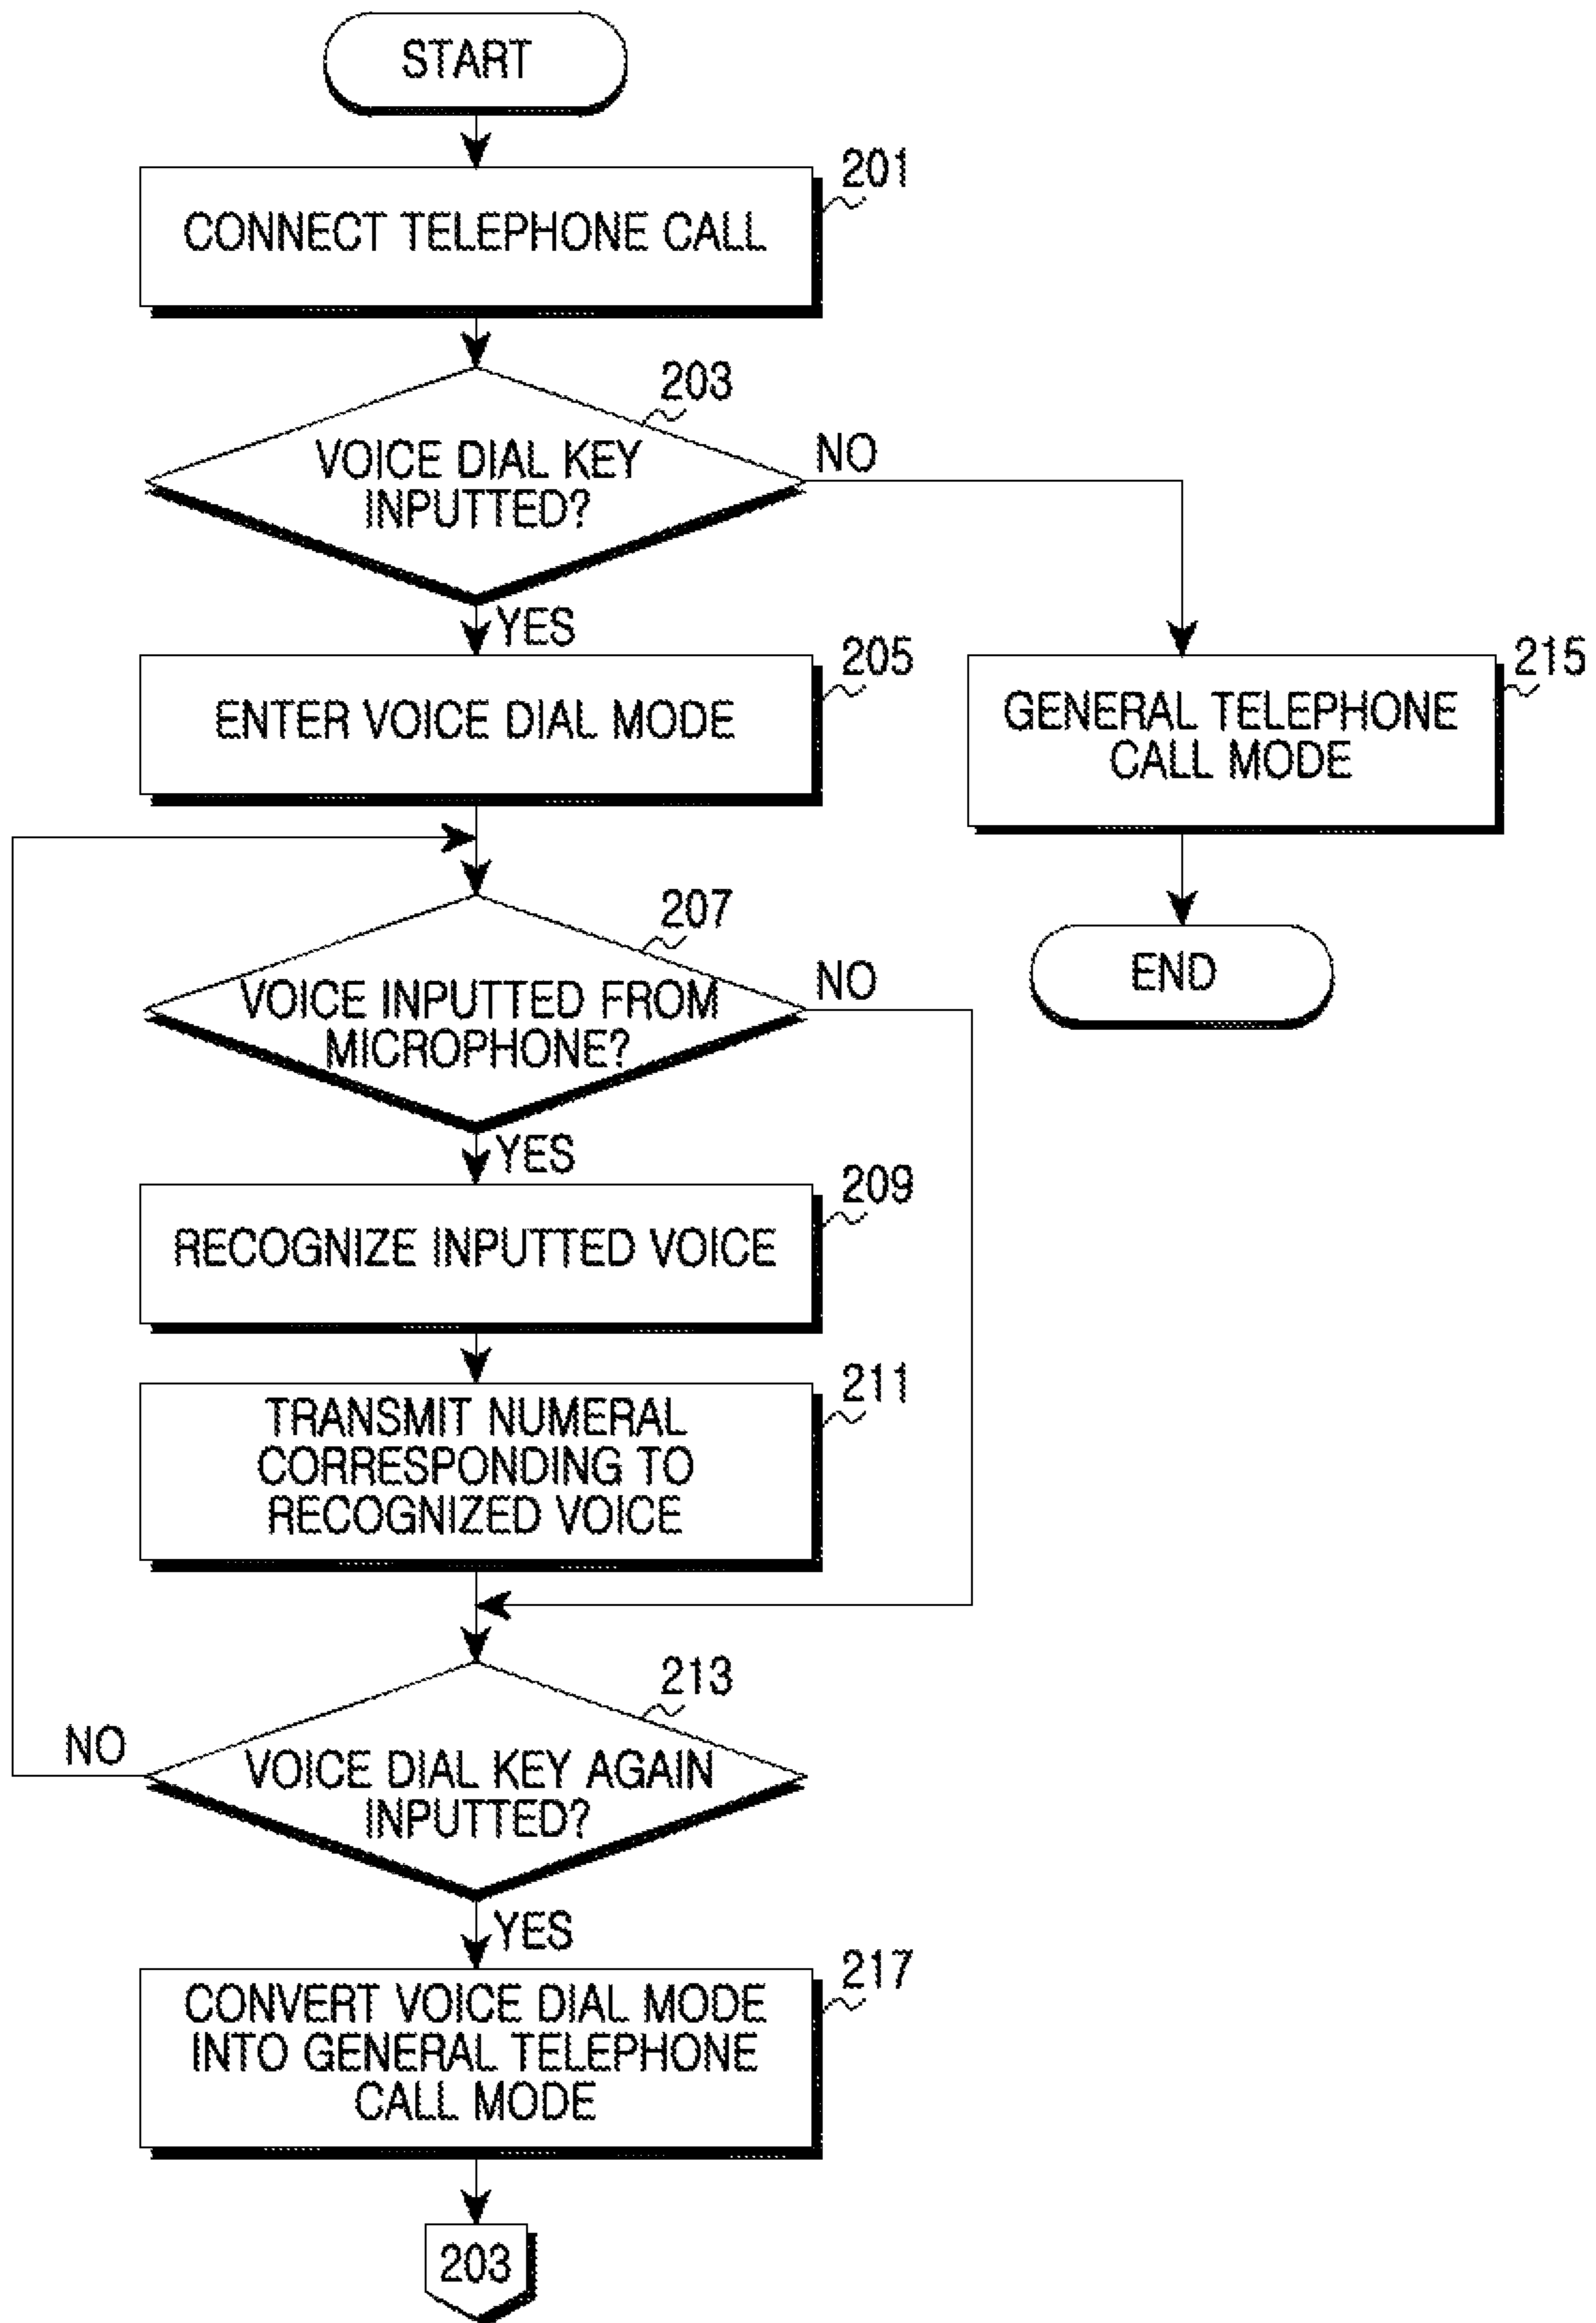 START
201
CONNECT TELEPHONE CALL
203
VOICE DIAL KEY
INPUTTED?
NO
YES
205
ENTER VOICE DIAL MODE
215
GENERAL TELEPHONE
CALL MODE
END
207
VOICE INPUTTED FROM
MICROPHONE?
NO
YES
209
RECOGNIZE INPUTTED VOICE
211
TRANSMIT NUMERAL
CORRESPONDING TO
RECOGNIZED VOICE
213
VOICE DIAL KEY AGAIN
INPUTTED?
NO
YES
217
CONVERT VOICE DIAL MODE
INTO GENERAL TELEPHONE
CALL MODE
203